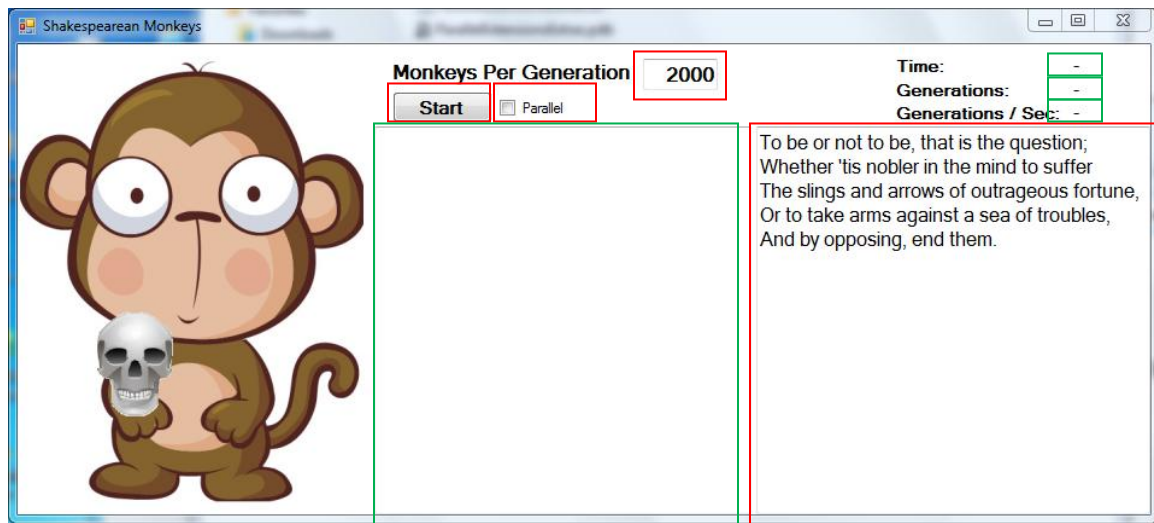 Shakespearean Monkeys
Monkeys Per Generation 2000
Start Parallel
Time: -
Generations: -
Generations / Sec: -
To be or not to be, that is the question;
Whether 'tis nobler in the mind to suffer
The slings and arrows of outrageous fortune,
Or to take arms against a sea of troubles,
And by opposing, end them.